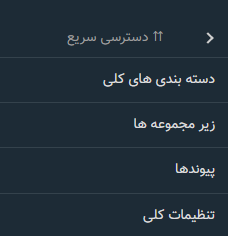 ⇈ دسترسی سریع
دسته بندی های کلی
زیر مجموعه ها
پیوندها
تنظیمات کلی